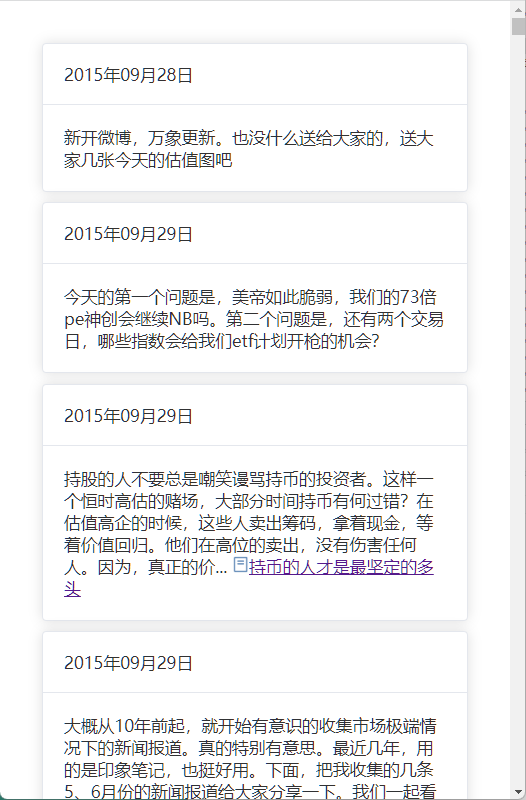 2015年09月28日
新开微博，万象更新。也没什么送给大家的，送大
家几张今天的估值图吧
2015年09月29日
今天的第一个问题是，美帝如此脆弱，我们的73倍
pe神创会继续NB吗。第二个问题是，还有两个交易
日，哪些指数会给我们etf计划开枪的机会？
2015年09月29日
持股的人不要总是嘲笑谩骂持币的投资者。这样一
个恒时高估的赌场，大部分时间持币有何过错？在
估值高企的时候，这些人卖出筹码，拿着现金，等
着价值回归。他们在高位的卖出，没有伤害任何
人。因为，真正的价... 持币的人才是最坚定的多
头
2015年09月29日
大概从10年前起，就开始有意识的收集市场极端情
况下的新闻报道。真的特别有意思。最近几年，用
的是印象笔记，也挺好用。下面，把我收集的几条
5、6月份的新闻报道给大家分享一下。我们一起看